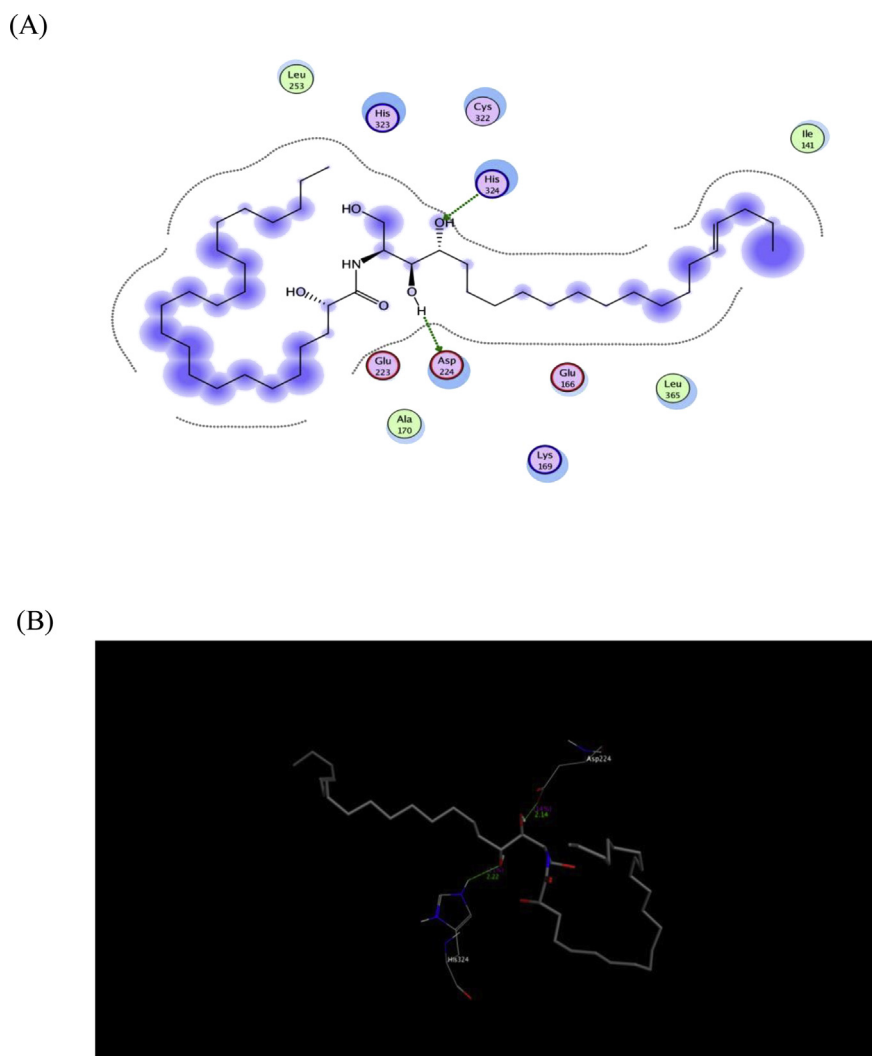 (A)
Leu
253
His
323
Cys
322
Ile
141
His
324
HO
OH
HN
HO
O
O
H
Glu
223
Asp
224
Glu
166
Leu
365
Ala
170
Lys
169
(B)
Asp224
2.14
2.22
His324